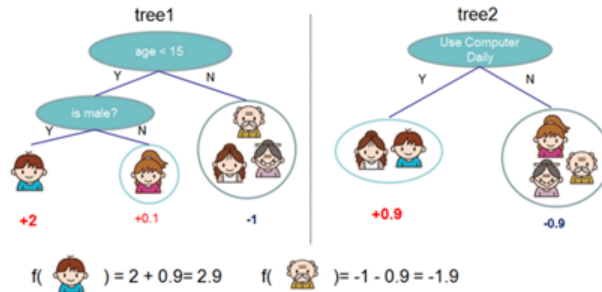 tree1
age < 15
Y
N
is male?
Y
N
+2
+0.1
-1
tree2
Use Computer
Daily
Y
N
+0.9
-0.9
f( ) = 2 + 0.9= 2.9
f( )= -1 - 0.9 = -1.9